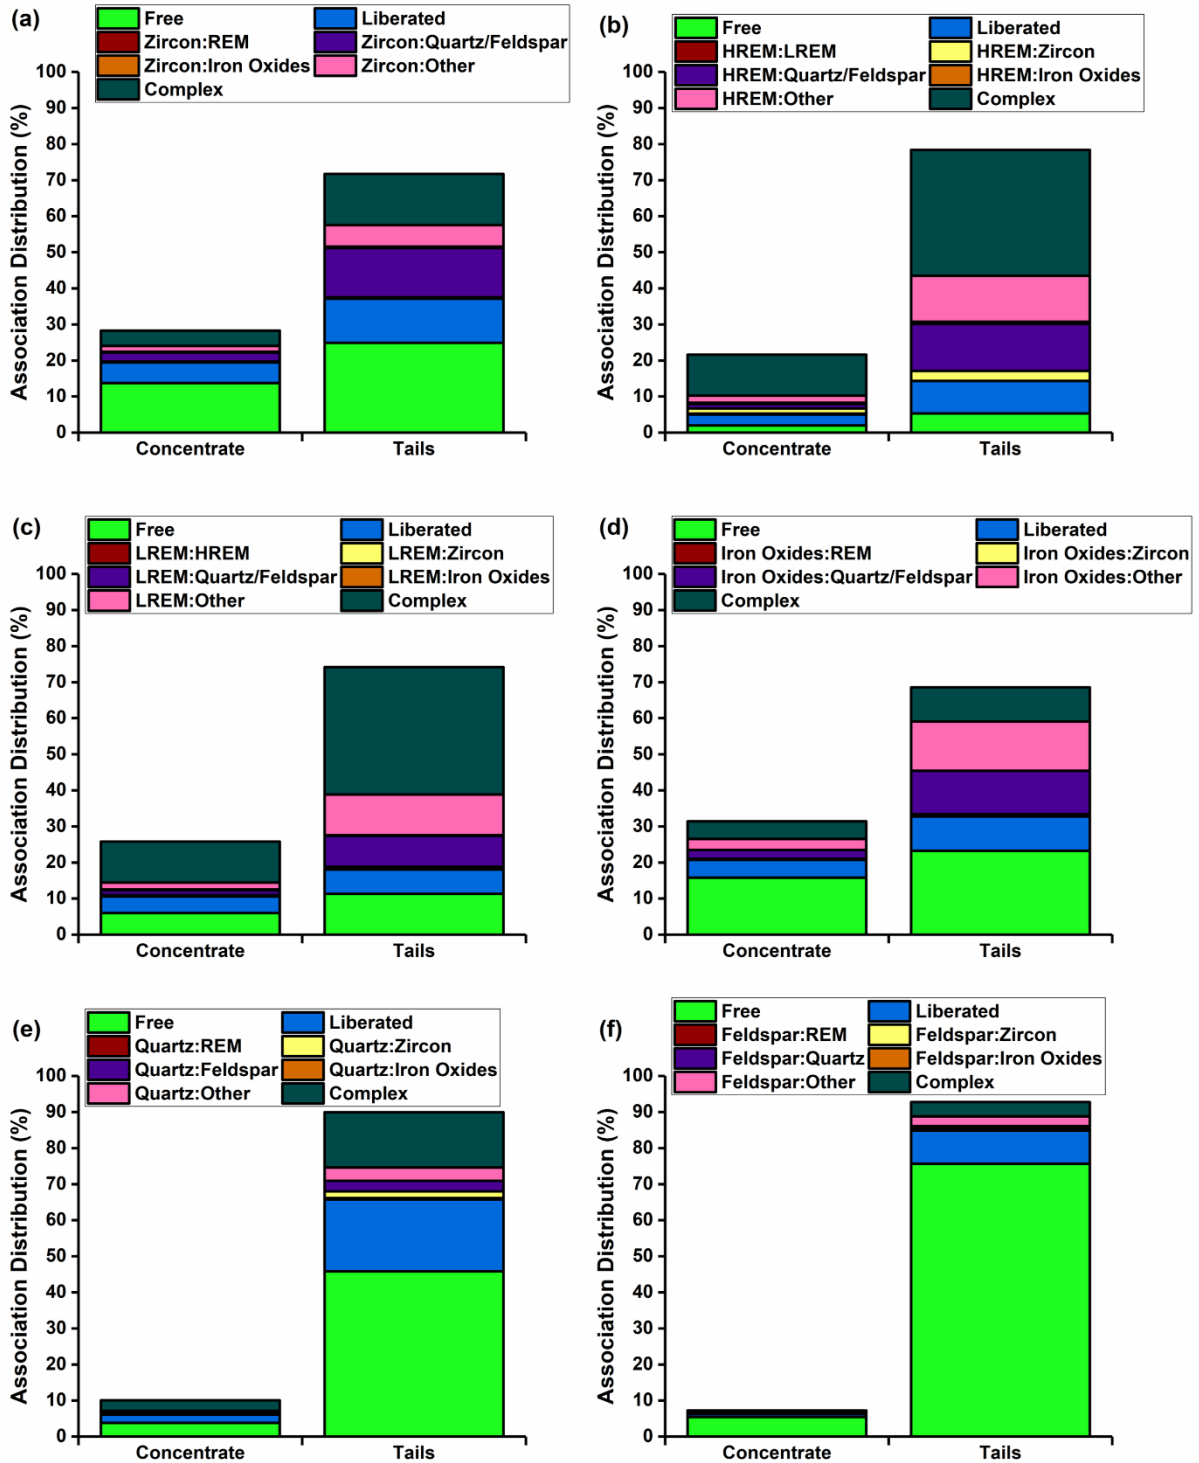 (a)
Free Liberated
Zircon:REM Zircon:Quartz/Feldspar
Zircon:Iron Oxides Zircon:Other
Complex
Association Distribution (%)
100
90
80
70
60
50
40
30
20
10
0
Concentrate Tails
(b)
Free Liberated
HREM:LREM HREM:Zircon
HREM:Quartz/Feldspar HREM:Iron Oxides
HREM:Other Complex
Association Distribution (%)
100
90
80
70
60
50
40
30
20
10
0
Concentrate Tails
(c)
Free Liberated
LREM:HREM LREM:Zircon
LREM:Quartz/Feldspar LREM:Iron Oxides
LREM:Other Complex
Association Distribution (%)
100
90
80
70
60
50
40
30
20
10
0
Concentrate Tails
(d)
Free Liberated
Iron Oxides:REM Iron Oxides:Zircon
Iron Oxides:Quartz/Feldspar Iron Oxides:Other
Complex
Association Distribution (%)
100
90
80
70
60
50
40
30
20
10
0
Concentrate Tails
(e)
Free Liberated
Quartz:REM Quartz:Zircon
Quartz:Feldspar Quartz:Iron Oxides
Quartz:Other Complex
Association Distribution (%)
100
90
80
70
60
50
40
30
20
10
0
Concentrate Tails
(f)
Free Liberated
Feldspar:REM Feldspar:Zircon
Feldspar:Quartz Feldspar:Iron Oxides
Feldspar:Other Complex
Association Distribution (%)
100
90
80
70
60
50
40
30
20
10
0
Concentrate Tails